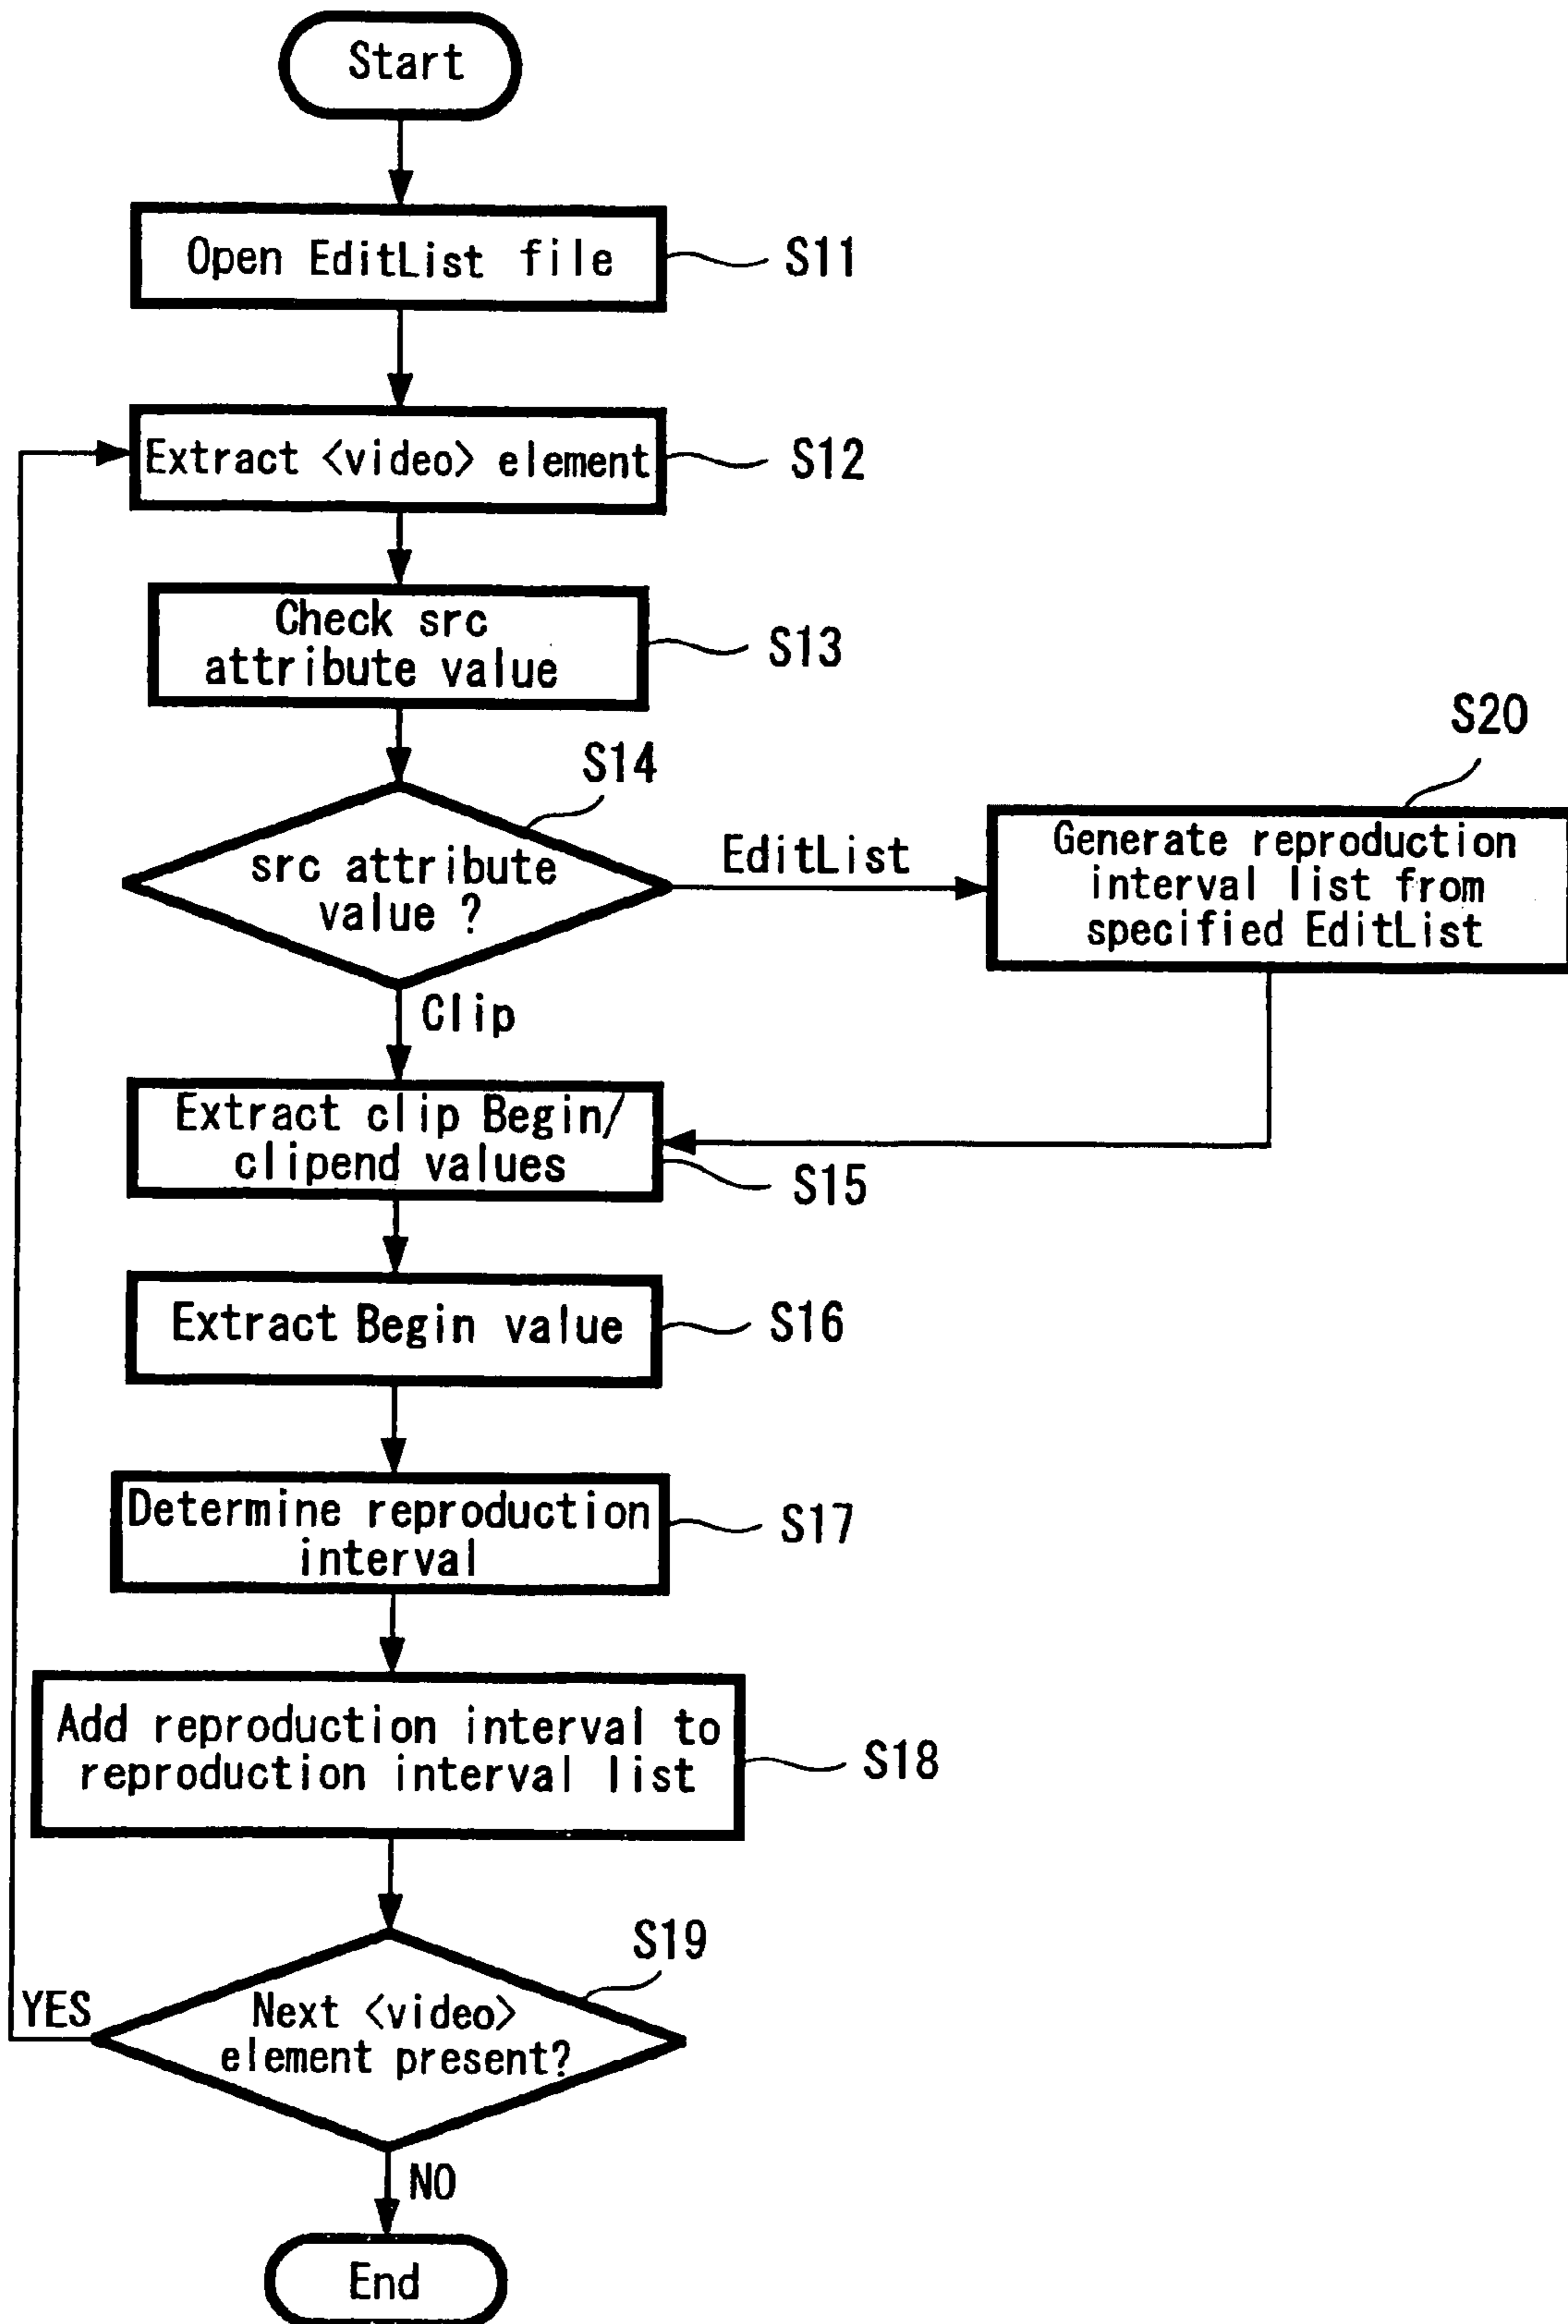 Start
Open EditList file
S11
Extract <video> element
S12
Check src
attribute value
S13
S14
src attribute
value ?
EditList
S20
Generate reproduction
interval list from
specified EditList
Clip
Extract clip Begin/
clipend values
S15
Extract Begin value
S16
Determine reproduction
interval
S17
Add reproduction interval to
reproduction interval list
S18
S19
Next <video>
element present?
YES
NO
End